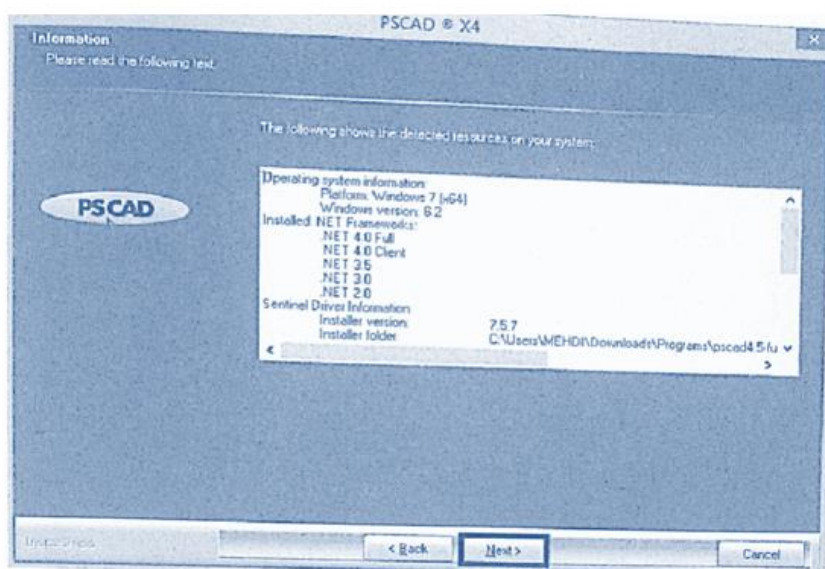 PSCAD ® X4
Information
Please read the following text.
The following shows the detected resources on your system:
Operating system information:
Platform: Windows 7 (x64)
Windows version: 6.2
Installed .NET Frameworks:
.NET 4.0 Full
.NET 4.0 Client
.NET 3.5
.NET 3.0
.NET 2.0
Sentinel Driver Information
Installer version: 7.5.7
Installer folder C:\Users\MEHDI\Downloads\Programs\pscad4.5-fu
PSCAD
< Back Next > Cancel